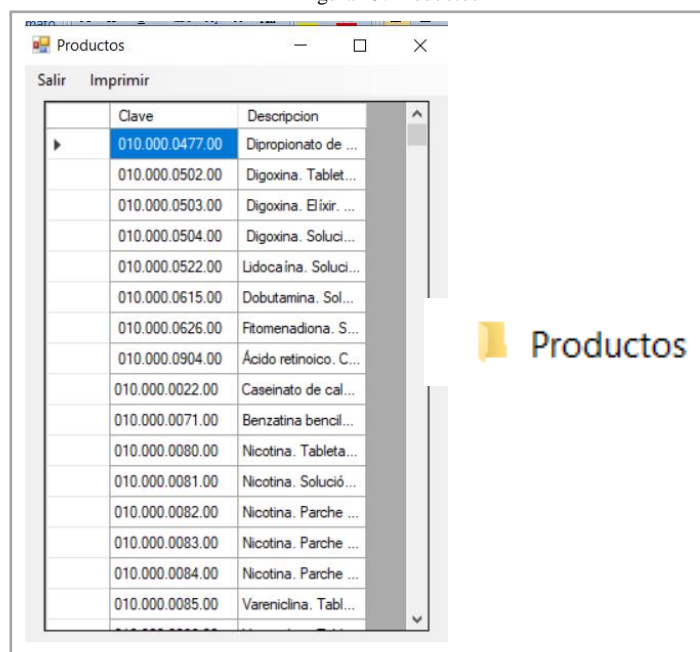 Productos
Salir Imprimir
Clave Descripcion
010.000.0477.00 Dipropionato de ...
010.000.0502.00 Digoxina. Tablet...
010.000.0503.00 Digoxina. Elíxir. ...
010.000.0504.00 Digoxina. Soluci...
010.000.0522.00 Lidocaína. Soluci...
010.000.0615.00 Dobutamina. Sol...
010.000.0626.00 Fitomenadiona. S...
010.000.0904.00 Ácido retinoico. C...
010.000.0022.00 Caseinato de cal...
010.000.0071.00 Benzatina bencil...
010.000.0080.00 Nicotina. Tableta...
010.000.0081.00 Nicotina. Solució...
010.000.0082.00 Nicotina. Parche ...
010.000.0083.00 Nicotina. Parche ...
010.000.0084.00 Nicotina. Parche ...
010.000.0085.00 Vareniclina. Tabl...
Productos